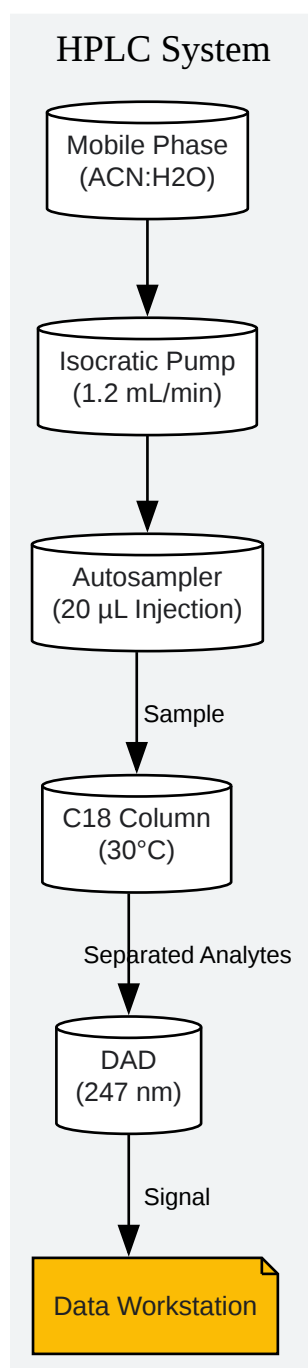 HPLC System
Mobile Phase
(ACN:H2O)
Isocratic Pump
(1.2 mL/min)
Autosampler
(20 µL Injection)
Sample
C18 Column
(30°C)
Separated Analytes
DAD
(247 nm)
Signal
Data Workstation